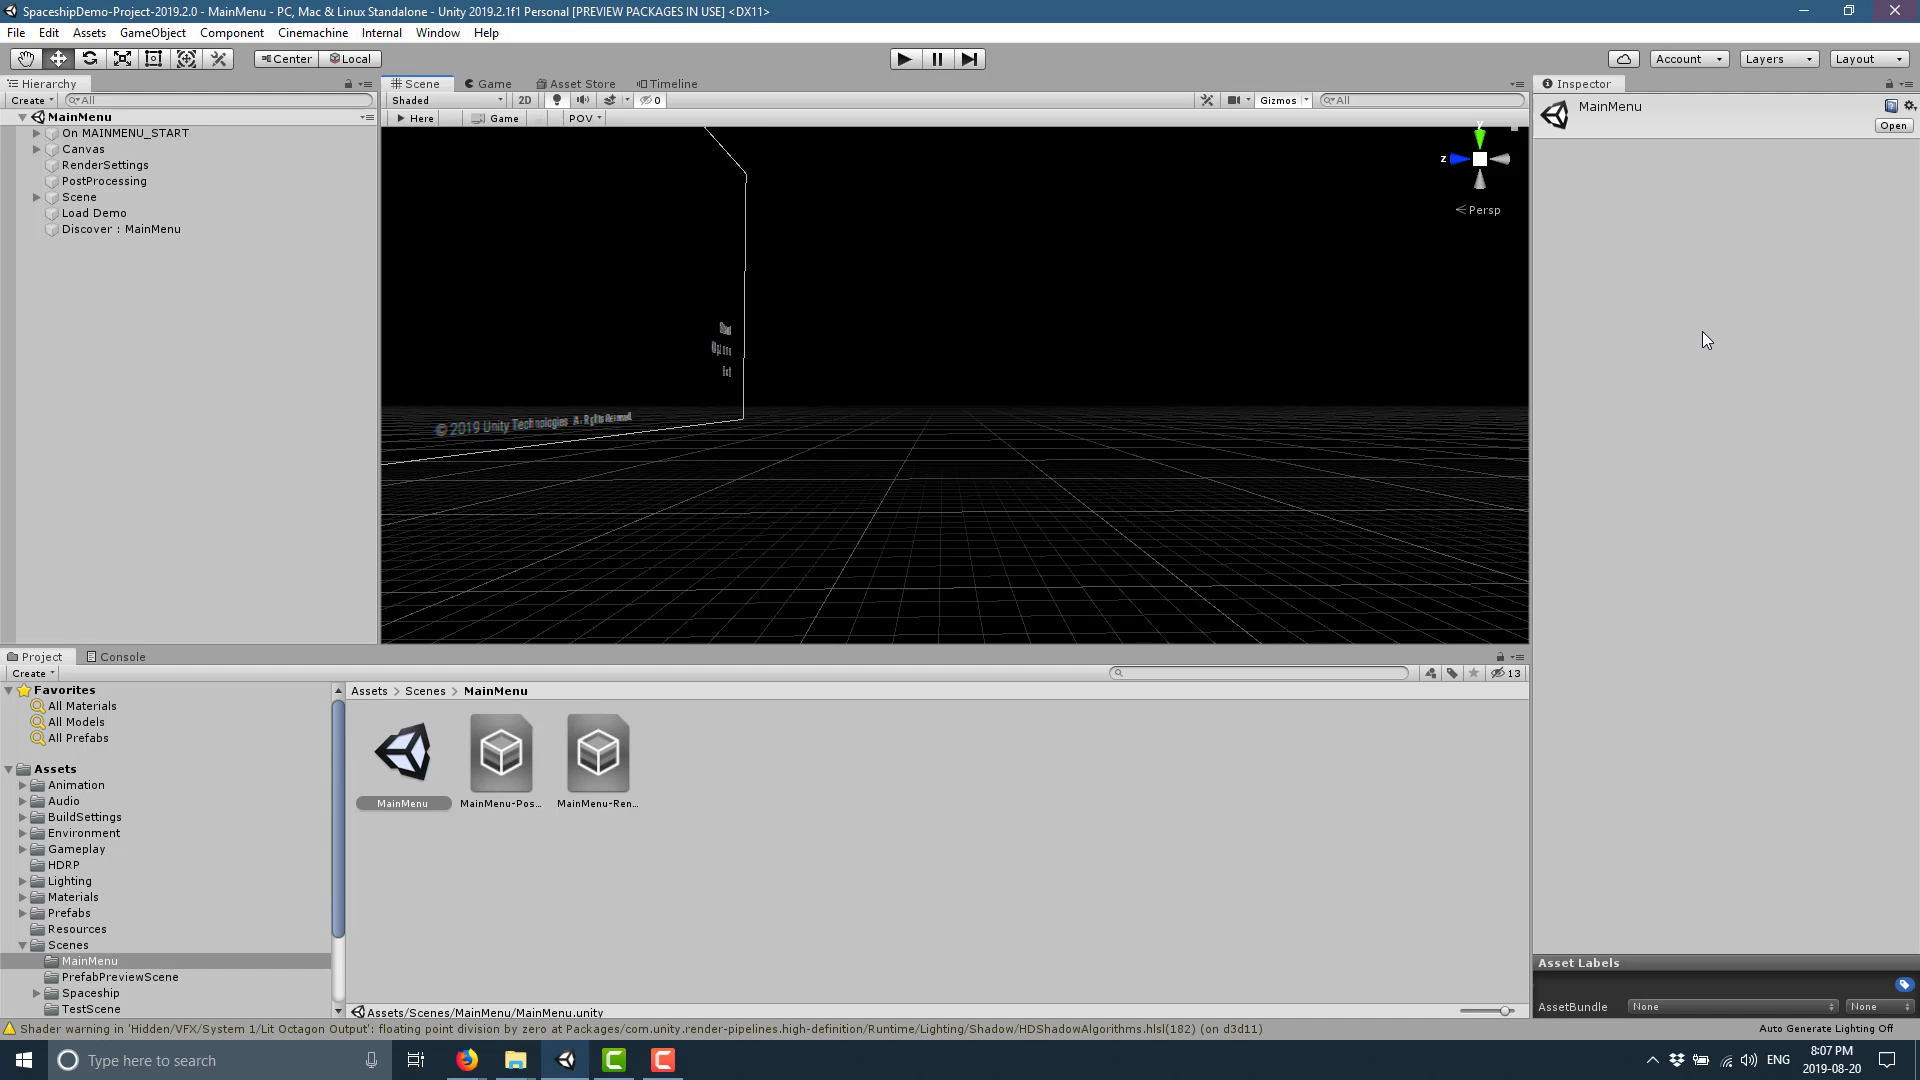 SpaceshipDemo-Project-2019.2.0 - MainMenu - PC, Mac & Linux Standalone - Unity 2019.2.1f1 Personal [PREVIEW PACKAGES IN USE] <DX11>
File Edit Assets GameObject Component Cinemachine Internal Window Help
Center Local Account Layers Layout
Hierarchy Scene Game Asset Store Timeline Inspector
Create All Shaded 2D 0 Gizmos All
MainMenu
Open
Here Game POV
MainMenu
On MAINMENU_START
Canvas
RenderSettings
PostProcessing
Scene
Load Demo
Discover : MainMenu
y
z
Persp
© 2019 Unity Technologies
Project Console
Create
13
Favorites
All Materials
All Models
All Prefabs
Assets
Animation
Audio
BuildSettings
Environment
Gameplay
HDRP
Lighting
Materials
Prefabs
Resources
Scenes
MainMenu
PrefabPreviewScene
Spaceship
TestScene
Assets > Scenes > MainMenu
MainMenu MainMenu-Pos... MainMenu-Ren...
Assets/Scenes/MainMenu/MainMenu.unity
Asset Labels
AssetBundle None None
Shader warning in 'Hidden/VFX/System 1/Lit Octagon Output': floating point division by zero at Packages/com.unity.render-pipelines.high-definition/Runtime/Lighting/Shadow/HDShadowAlgorithms.hlsl(182) (on d3d11)
Auto Generate Lighting Off
Type here to search
ENG
8:07 PM
2019-08-20